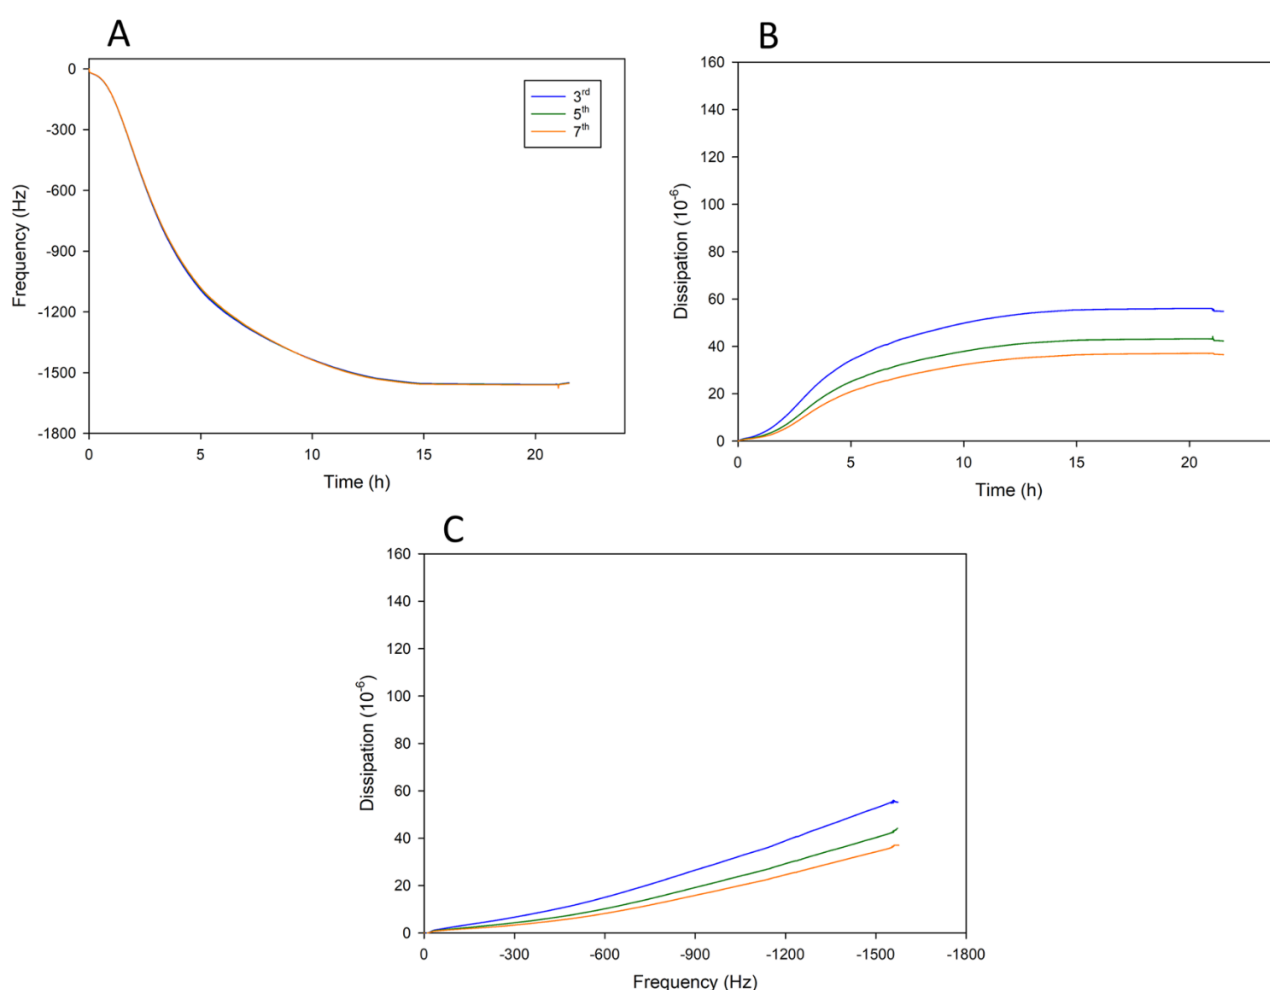 A
0
-300
-600
-900
-1200
-1500
-1800
Frequency (Hz)
0 5 10 15 20
Time (h)
3rd
5th
7th
B
160
140
120
100
80
60
40
20
0
Dissipation (10-6)
0 5 10 15 20
Time (h)
C
160
140
120
100
80
60
40
20
0
Dissipation (10-6)
0 -300 -600 -900 -1200 -1500 -1800
Frequency (Hz)